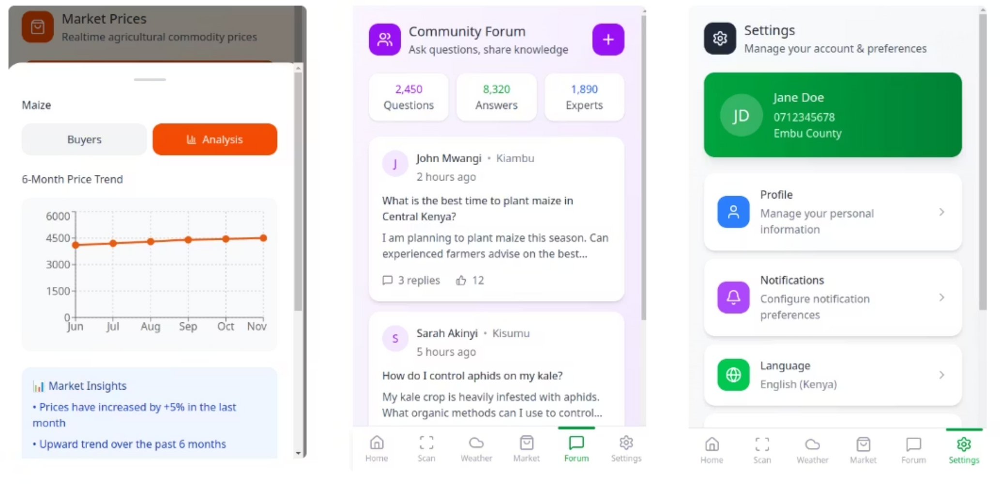 Market Prices
Realtime agricultural commodity prices
Maize
Buyers
Analysis
6-Month Price Trend
6000
4500
3000
1500
0
Jun Jul Aug Sep Oct Nov
📊 Market Insights
• Prices have increased by +5% in the last
month
• Upward trend over the past 6 months
Community Forum
Ask questions, share knowledge
+
2,450
Questions
8,320
Answers
1,890
Experts
J
John Mwangi • Kiambu
2 hours ago
What is the best time to plant maize in
Central Kenya?
I am planning to plant maize this season. Can
experienced farmers advise on the best...
3 replies 12
S
Sarah Akinyi • Kisumu
5 hours ago
How do I control aphids on my kale?
My kale crop is heavily infested with aphids.
What organic methods can I use to control...
Home Scan Weather Market Forum Settings
Settings
Manage your account & preferences
JD
Jane Doe
0712345678
Embu County
Profile
Manage your personal
information
Notifications
Configure notification
preferences
Language
English (Kenya)
Home Scan Weather Market Forum Settings